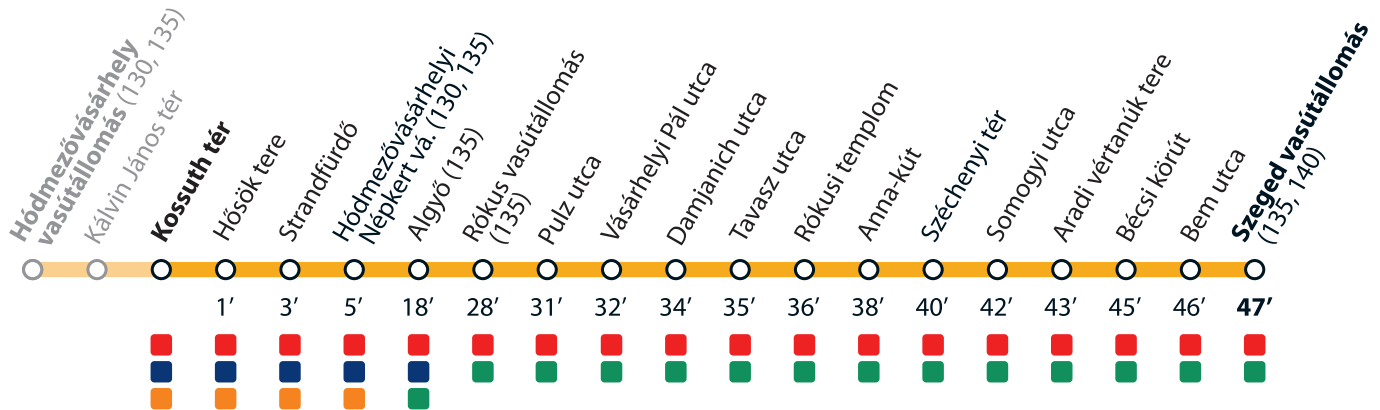 Hódmezővásárhely
vasútállomás (130, 135)
Kálvin János tér
Kossuth tér
Hősök tere
Strandfürdő
Hódmezővásárhelyi
Népkert vá. (130, 135)
Algyő (135)
Rókus vasútállomás
(135)
Pulz utca
Vásárhelyi Pál utca
Damjanich utca
Tavasz utca
Rókusi templom
Anna-kút
Széchenyi tér
Somogyi utca
Aradi vértanúk tere
Bécsi körút
Bem utca
Szeged vasútállomás
(135, 140)
1’ 3’ 5’ 18’ 28’ 31’ 32’ 34’ 35’ 36’ 38’ 40’ 42’ 43’ 45’ 46’ 47’